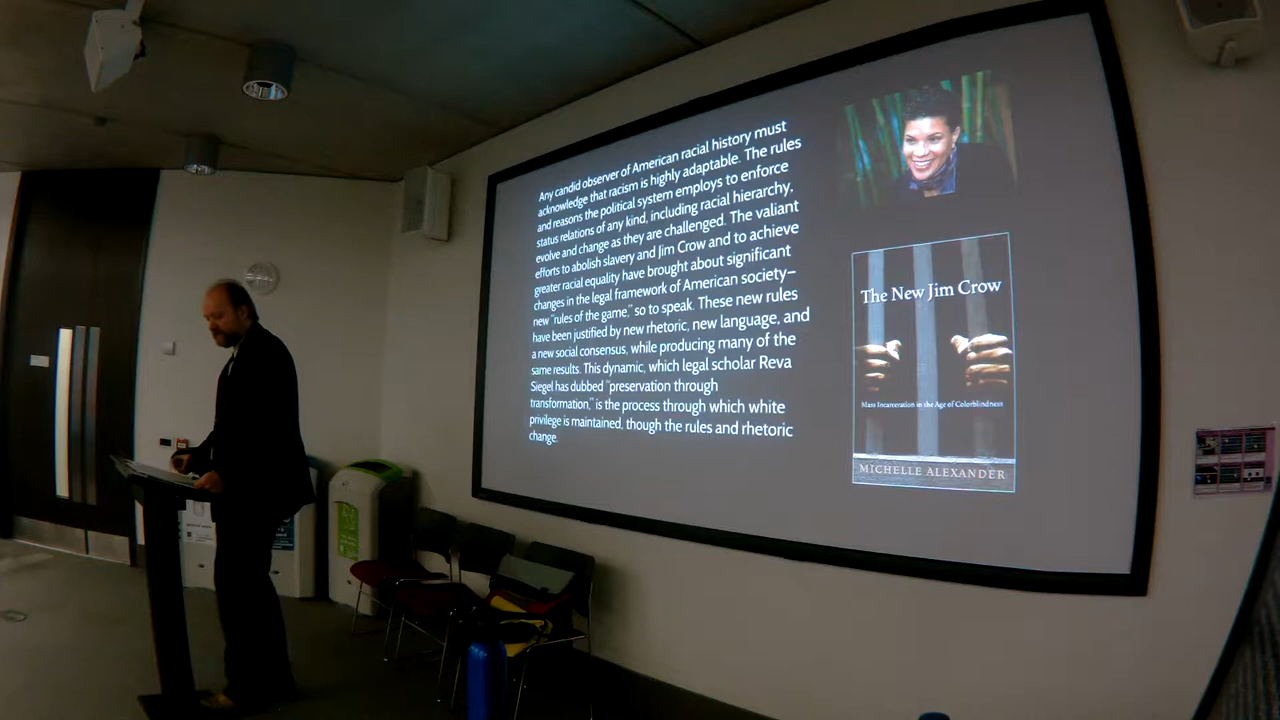 Any candid observer of American racial history must
acknowledge that racism is highly adaptable. The rules
and reasons the political system employs to enforce
status relations of any kind, including racial hierarchy,
evolve and change as they are challenged. The valiant
efforts to abolish slavery and Jim Crow and to achieve
greater racial equality have brought about significant
changes in the legal framework of American society–
new "rules of the game," so to speak. These new rules
have been justified by new rhetoric, new language, and
a new social consensus, while producing many of the
same results. This dynamic, which legal scholar Reva
Siegel has dubbed "preservation through
transformation," is the process through which white
privilege is maintained, though the rules and rhetoric
change.
The New Jim Crow
Mass Incarceration in the Age of Colorblindness
MICHELLE ALEXANDER